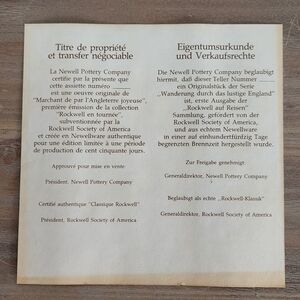 Titre de propriété
et transfer négociable
La Newell Pottery Company
certifie par la présente que
cette assiette numéro
est une oeuvre originale de
"Marchant de par l'Angleterre joyeuse",
première émission de la collection
"Rockwell en tournée",
subventionnée par la
Rockwell Society of America
et créée en Newellware authentique
pour une édition limitée à une période
de production de cent cinquante jours.
Approuvé pour mise en vente
Président, Newell Pottery Company
Certifié authentique "Classique Rockwell"
Président, Rockwell Society of America
Eigentumsurkunde
und Verkaufsrechte
Die Newell Pottery Company beglaubigt
hiermit, daß dieser Teller Nummer
ein Originalstück der Serie
„Wanderung durch das lustige England"
ist, erste Ausgabe der
„Rockwell auf Reisen"
Sammlung, gefördert von der
Rockwell Society of America,
und aus echtem Newellware
in einer auf einhundertfünfzig Tage
begrenzten Brennzeit hergestellt wurde.
Zur Freigabe genehmigt
Generaldirektor, Newell Pottery Company
Beglaubigt als echte „Rockwell-Klassik"
Generaldirektor, Rockwell Society of America